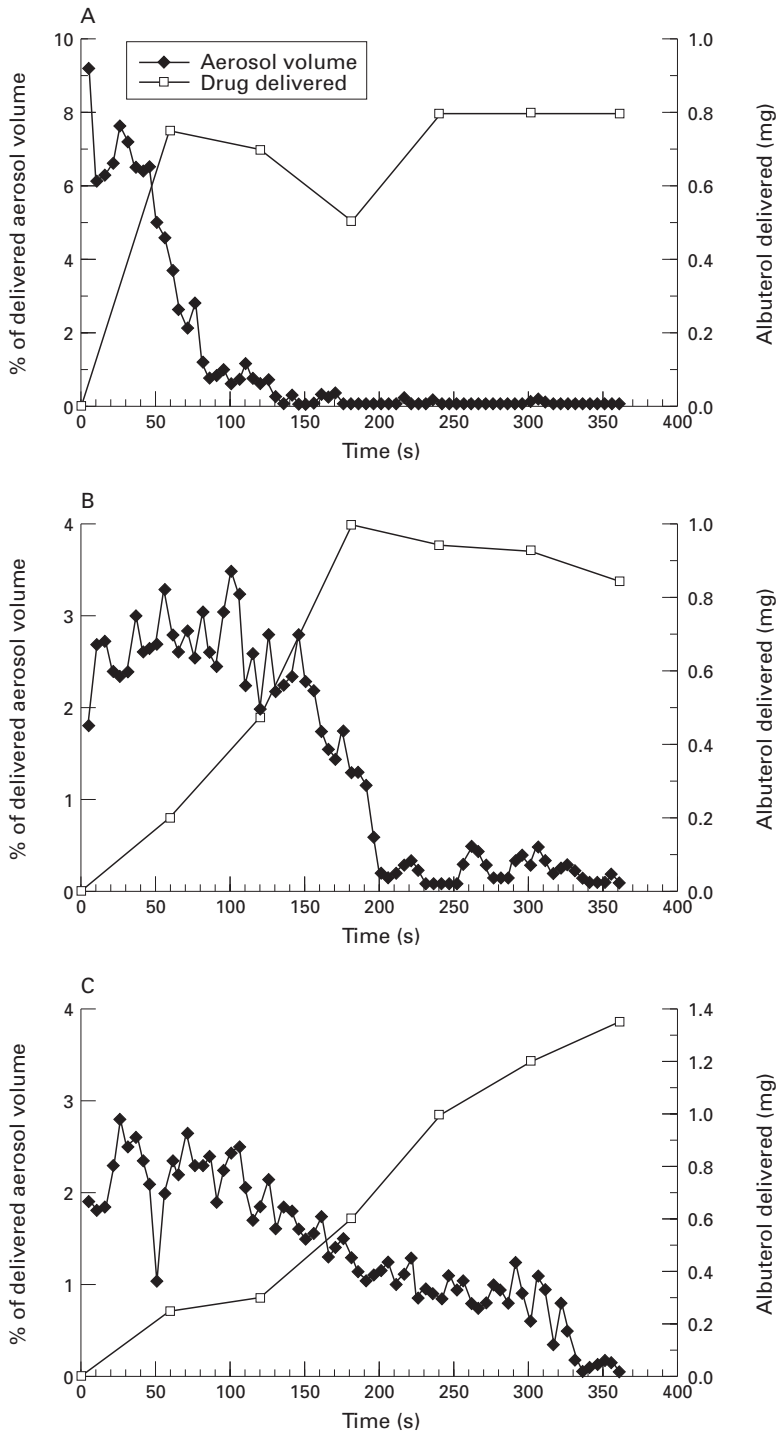 A
10
8
6
4
2
0
% of delivered aerosol volume
Aerosol volume
Drug delivered
1.0
0.8
0.6
0.4
0.2
0.0
Albuterol delivered (mg)
0 50 100 150 200 250 300 350 400
Time (s)
B
4
3
2
1
0
% of delivered aerosol volume
1.0
0.8
0.6
0.4
0.2
0.0
Albuterol delivered (mg)
0 50 100 150 200 250 300 350 400
Time (s)
C
4
3
2
1
0
% of delivered aerosol volume
1.4
1.2
1.0
0.8
0.6
0.4
0.2
0.0
Albuterol delivered (mg)
0 50 100 150 200 250 300 350 400
Time (s)